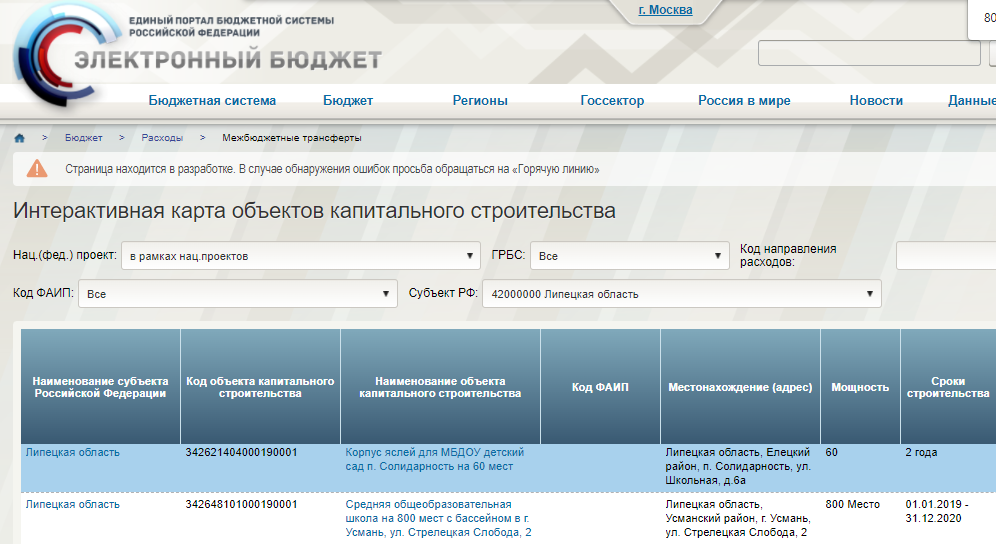 ЕДИНЫЙ ПОРТАЛ БЮДЖЕТНОЙ СИСТЕМЫ
РОССИЙСКОЙ ФЕДЕРАЦИИ
ЭЛЕКТРОННЫЙ БЮДЖЕТ
г. Москва
80
Бюджетная система Бюджет Регионы Госсектор Россия в мире Новости Данные
> Бюджет > Расходы > Межбюджетные трансферты
Страница находится в разработке. В случае обнаружения ошибок просьба обращаться на «Горячую линию»
Интерактивная карта объектов капитального строительства
Нац.(фед.) проект: в рамках нац.проектов ГРБС: Все Код направления
расходов:
Код ФАИП: Все Субъект РФ: 42000000 Липецкая область
Наименование субъекта
Российской Федерации
Код объекта капитального
строительства
Наименование объекта
капитального строительства
Код ФАИП
Местонахождение (адрес)
Мощность
Сроки
строительства
Липецкая область
342621404000190001
Корпус яслей для МБДОУ детский
сад п. Солидарность на 60 мест
Липецкая область, Елецкий
район, п. Солидарность, ул.
Школьная, д.6а
60
2 года
Липецкая область
342648101000190001
Средняя общеобразовательная
школа на 800 мест с бассейном в г.
Усмань, ул. Стрелецкая Слобода, 2
Липецкая область,
Усманский район, г. Усмань,
ул. Стрелецкая Слобода, 2
800 Место
01.01.2019 -
31.12.2020